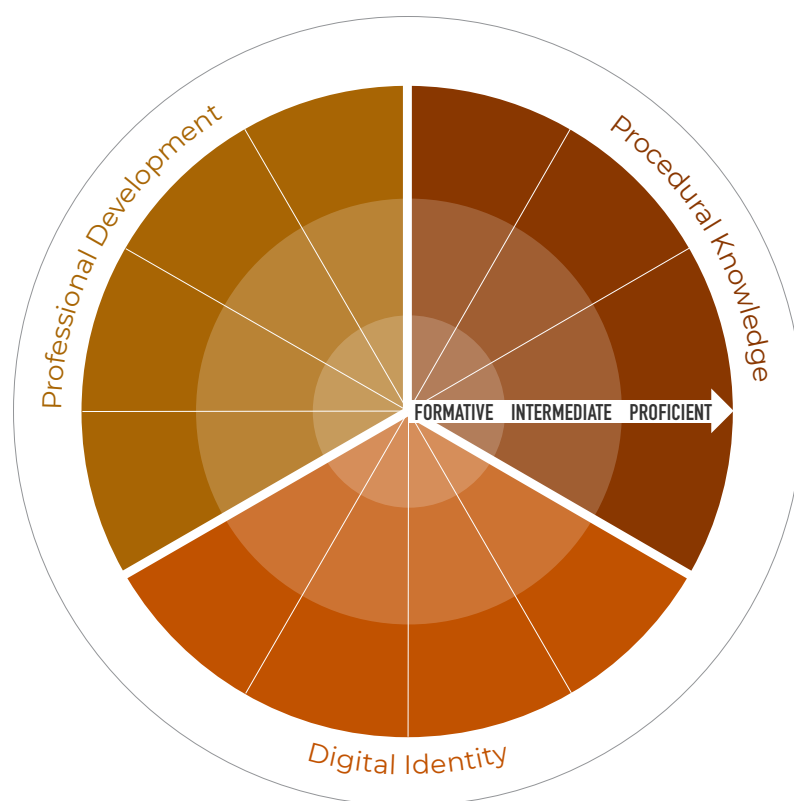 Professional Development
Procedural Knowledge
FORMATIVE INTERMEDIATE PROFICIENT
Digital Identity